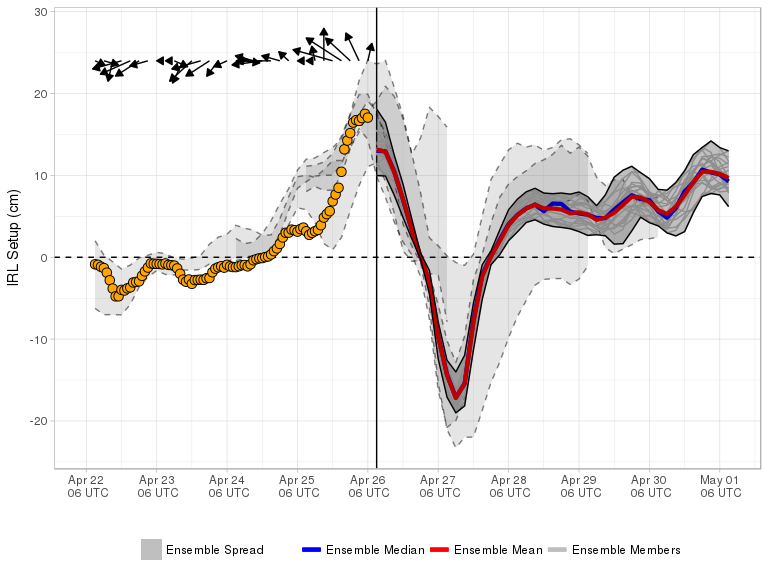 30
20
10
0
-10
-20
IRL Setup (cm)
Apr 22 Apr 23 Apr 24 Apr 25 Apr 26 Apr 27 Apr 28 Apr 29 Apr 30 May 01
06 UTC 06 UTC 06 UTC 06 UTC 06 UTC 06 UTC 06 UTC 06 UTC 06 UTC 06 UTC
Ensemble Spread Ensemble Median Ensemble Mean Ensemble Members